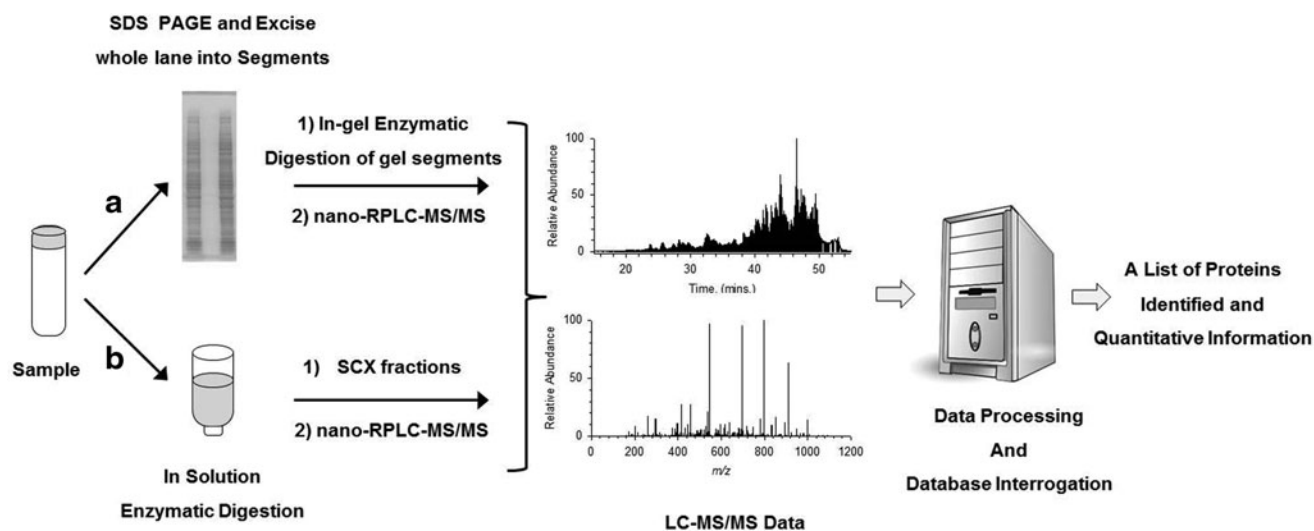 SDS PAGE and Excise
whole lane into Segments
a
1) In-gel Enzymatic
Digestion of gel segments
2) nano-RPLC-MS/MS
Sample
b
In Solution
Enzymatic Digestion
1) SCX fractions
2) nano-RPLC-MS/MS
Relative Abundance
100
50
0
20 30 40 50
Time. (mins.)
Relative Abundance
100
50
0
0 200 400 600 800 1000 1200
m/z
LC-MS/MS Data
Data Processing
And
Database Interrogation
A List of Proteins
Identified and
Quantitative Information